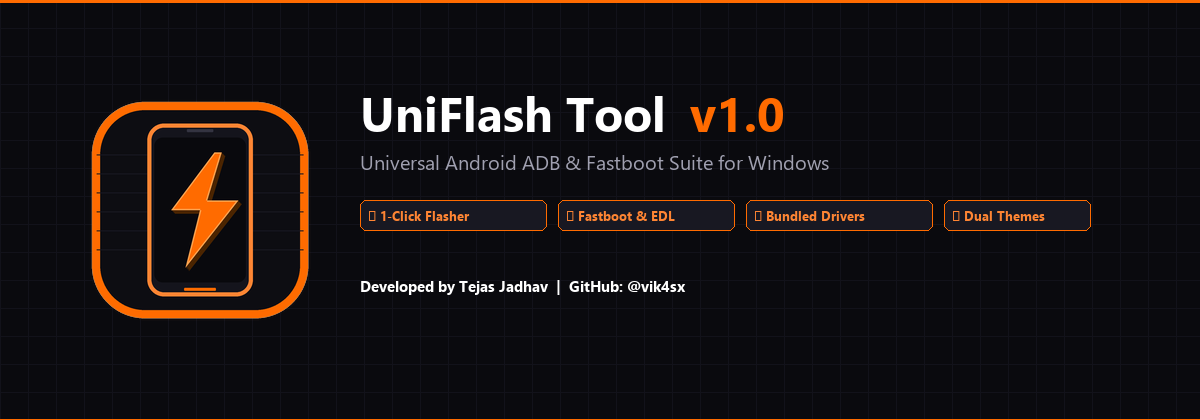 UniFlash Tool v1.0
Universal Android ADB & Fastboot Suite for Windows
1-Click Flasher
Fastboot & EDL
Bundled Drivers
Dual Themes
Developed by Tejas Jadhav | GitHub: @vik4sx